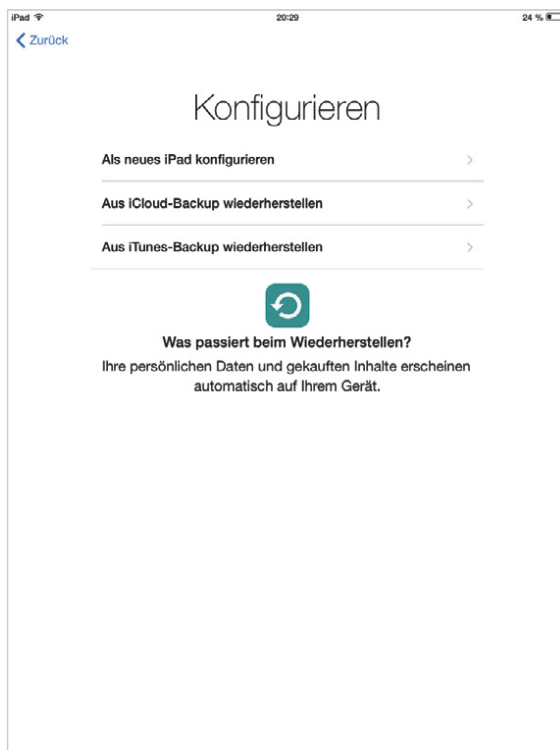 iPad 20:29 24 %
Zurück
Konfigurieren
Als neues iPad konfigurieren
Aus iCloud-Backup wiederherstellen
Aus iTunes-Backup wiederherstellen
Was passiert beim Wiederherstellen?
Ihre persönlichen Daten und gekauften Inhalte erscheinen
automatisch auf Ihrem Gerät.